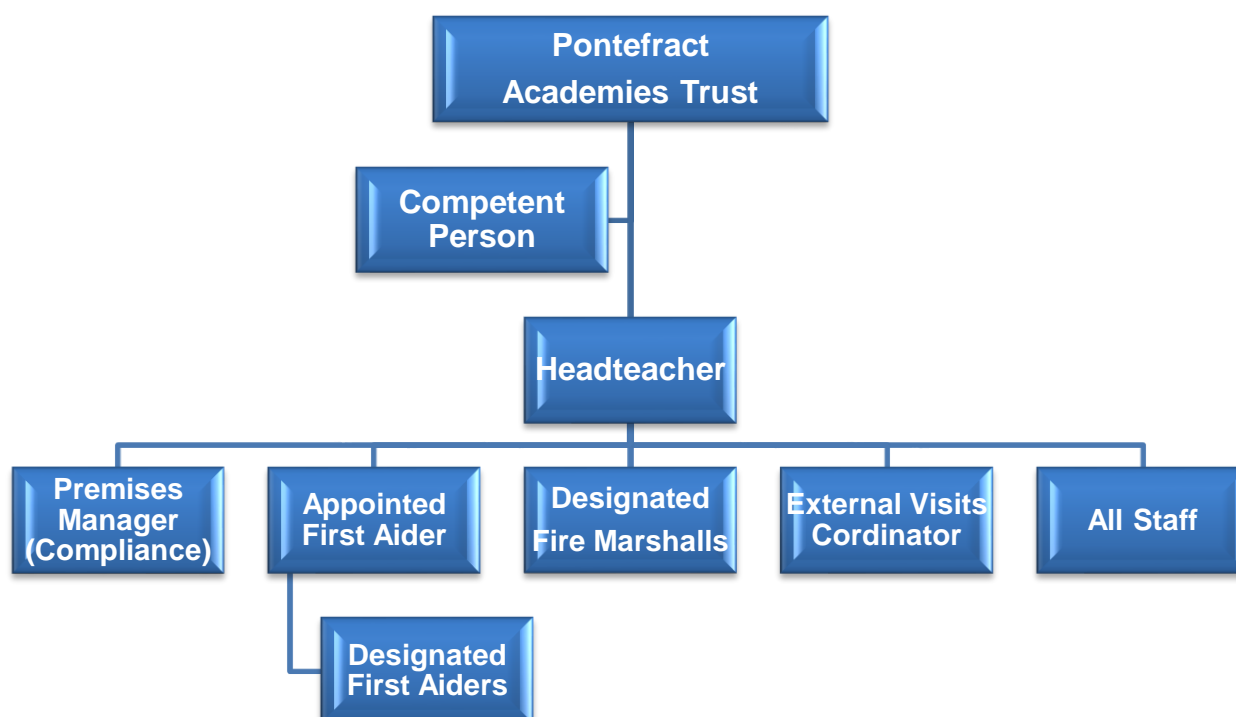 Pontefract
Academies Trust
Competent
Person
Headteacher
Premises
Manager
(Compliance)
Appointed
First Aider
Designated
Fire Marshalls
External Visits
Cordinator
All Staff
Designated
First Aiders